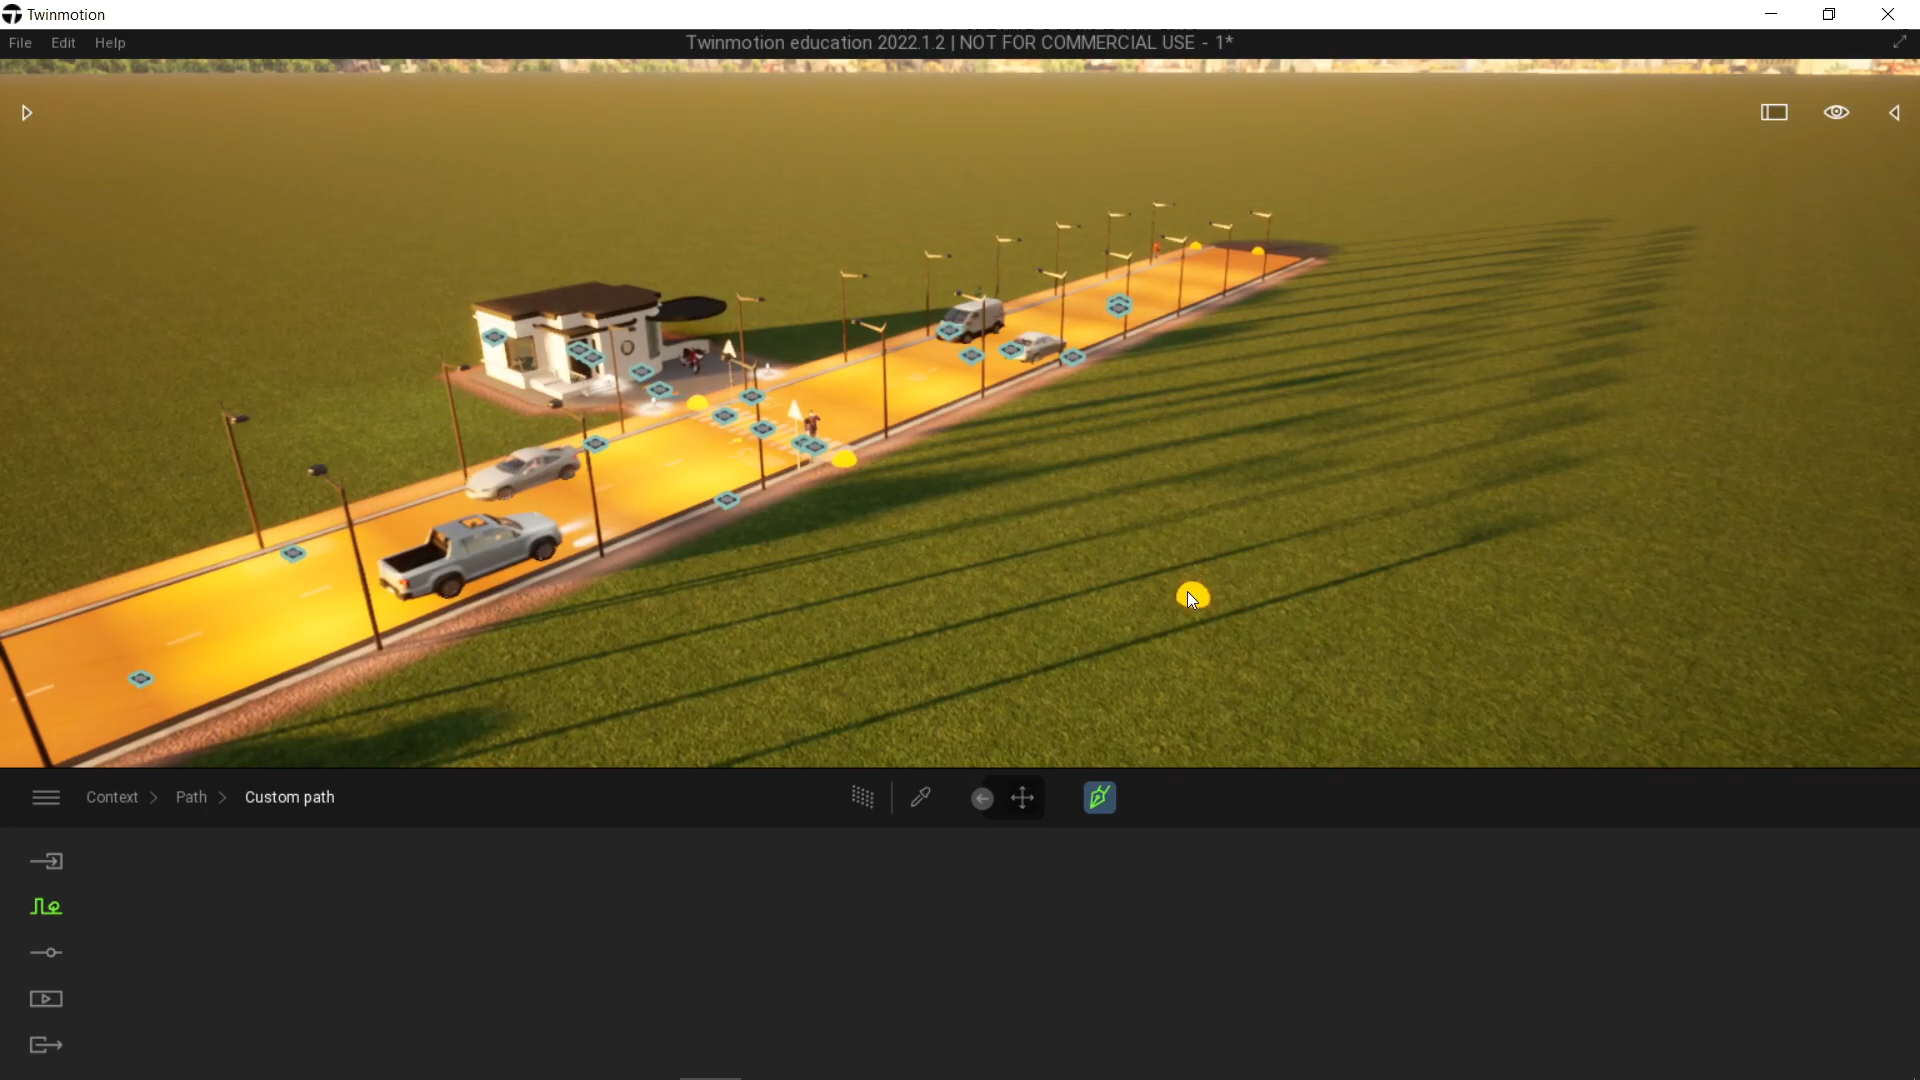 Twinmotion
File Edit Help
Twinmotion education 2022.1.2 | NOT FOR COMMERCIAL USE - 1*
Context > Path > Custom path